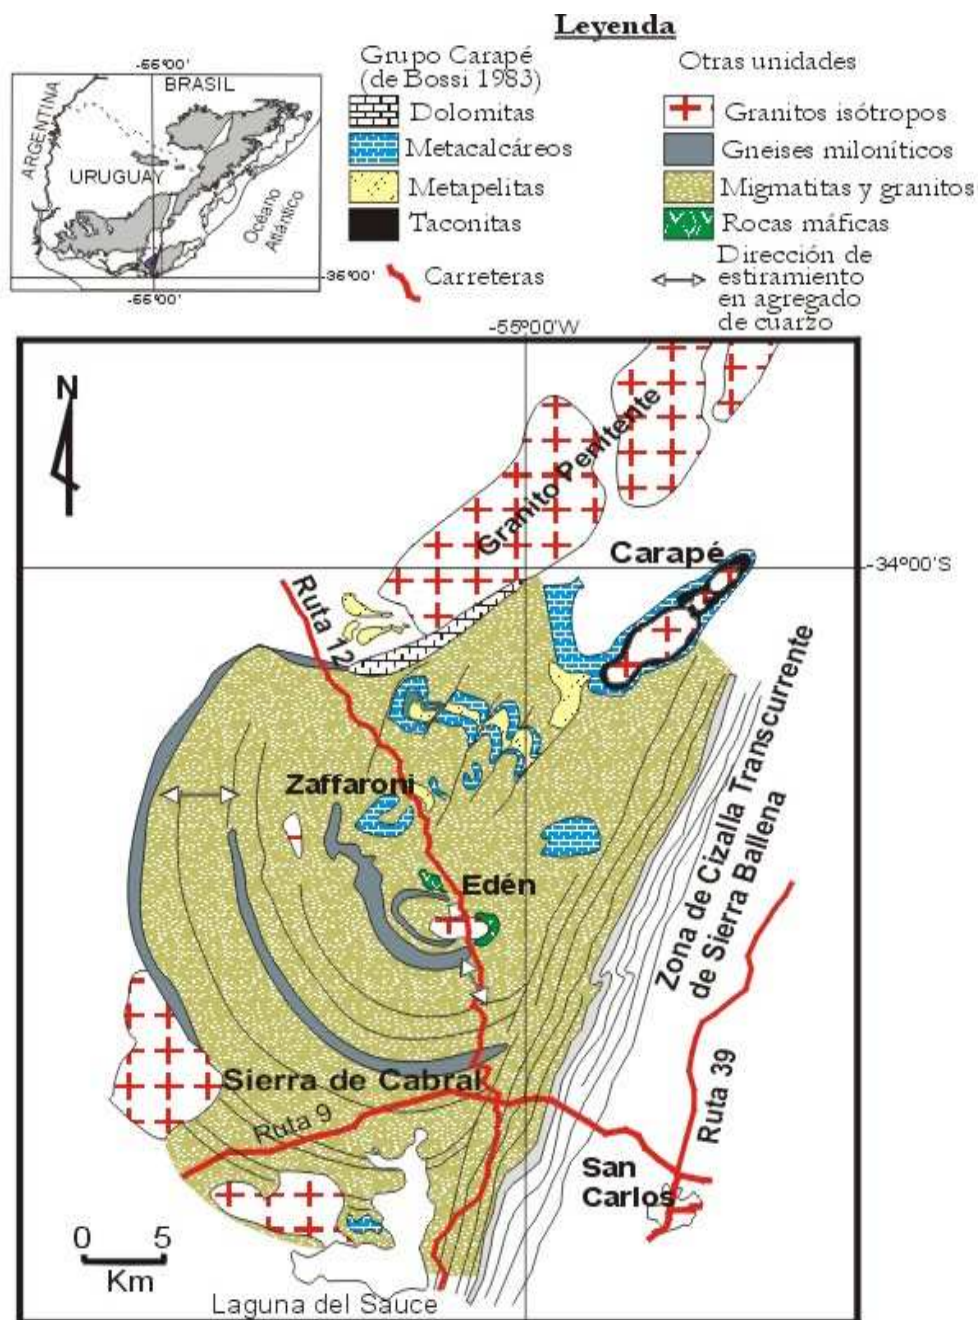 Leyenda
Grupo Carapé
(de Bossi 1983)
Dolomitas
Metacalcáreos
Metapelitas
Taconitas
Carreteras
Otras unidades
Granitos isótropos
Gneises miloníticos
Migmatitas y granitos
Rocas máficas
Dirección de
estiramiento
en agregado
de cuarzo
-55º00'
BRASIL
ARGENTINA
URUGUAY
Océano
Atlántico
-35º00'
-55º00'
-55º00'W
N
Granito Penitente
Carapé
-34º00'S
Ruta 12
Zaffaroni
Edén
Zona de Cizalla Transcurrente
de Sierra Ballena
Sierra de Cabral
Ruta 9
Ruta 39
San
Carlos
0 5
Km
Laguna del Sauce